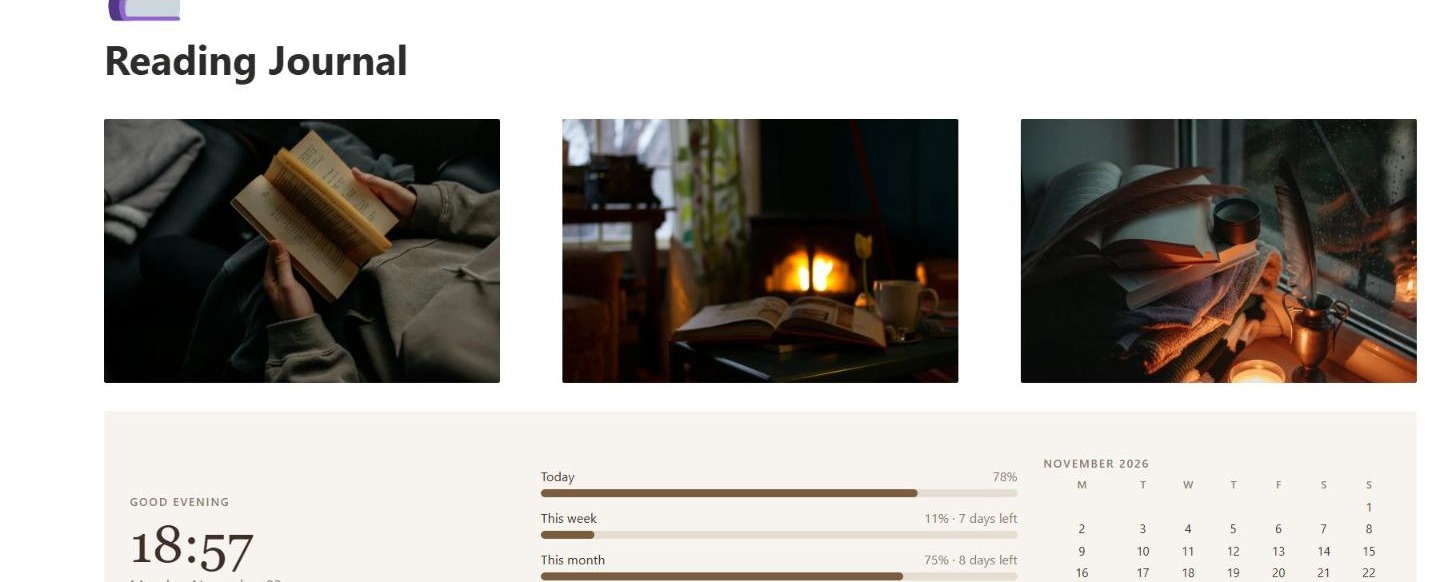 Reading Journal
GOOD EVENING
18:57
Today 78%
This week 11% · 7 days left
This month 75% · 8 days left
NOVEMBER 2026
M T W T F S S
1
2 3 4 5 6 7 8
9 10 11 12 13 14 15
16 17 18 19 20 21 22